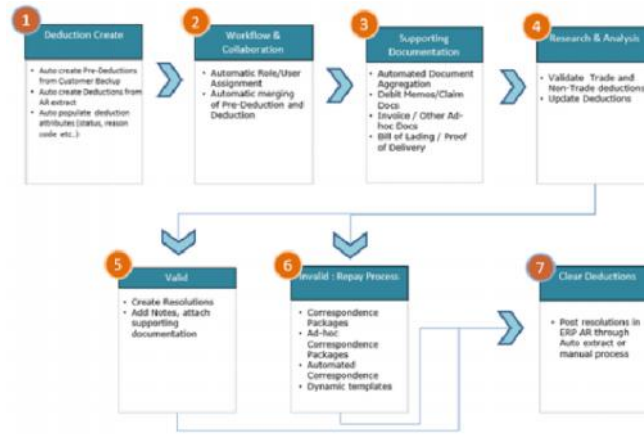 1
Deduction Create
• Auto create Pre-Deductions
from Customer Backup
• Auto create Deductions from
AR extract
• Auto populate deduction
attributes (status, reason
code etc..)
2
Workflow &
Collaboration
• Automatic Role/User
Assignment
• Automatic merging
of Pre-Deduction and
Deduction
3
Supporting
Documentation
• Automated Document
Aggregation
• Debit Memos/Claim
Docs
• Invoice / Other Ad-
hoc Docs
• Bill of Lading / Proof
of Delivery
4
Research & Analysis
• Validate Trade and
Non-Trade deductions
• Update Deductions
5
Valid
• Create Resolutions
• Add Notes, attach
supporting
documentation
6
Invalid : Repay Process
• Correspondence
Packages
• Ad-hoc
Correspondence
Packages
• Automated
Correspondence
• Dynamic templates
7
Clear Deductions
• Post resolutions in
ERP AR through
Auto extract or
manual process